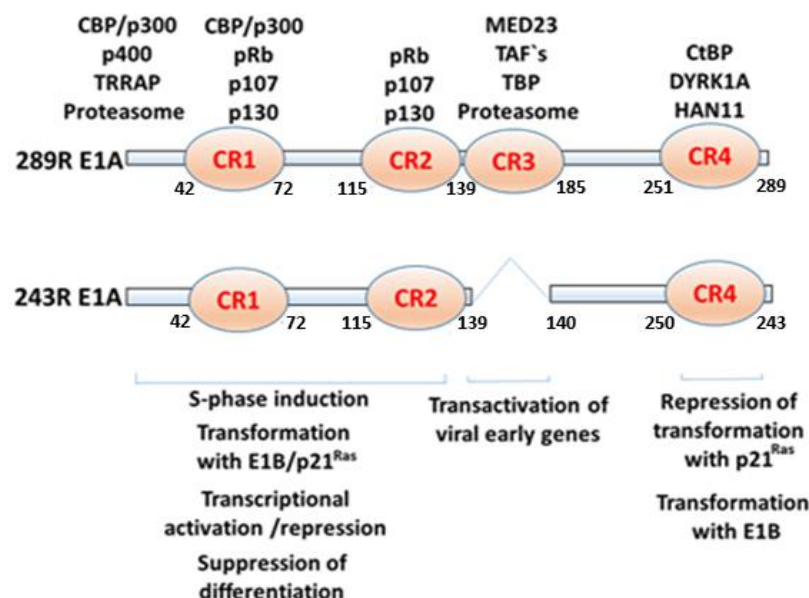 CBP/p300
p400
TRRAP
Proteasome
CBP/p300
pRb
p107
p130
pRb
p107
p130
MED23
TAF`s
TBP
Proteasome
CtBP
DYRK1A
HAN11
289R E1A
CR1
CR2
CR3
CR4
42
72
115
139
185
251
289
243R E1A
CR1
CR2
CR4
42
72
115
139
140
250
243
S-phase induction
Transformation
with E1B/p21Ras
Transcriptional
activation /repression
Suppression of
differentiation
Transactivation of
viral early genes
Repression of
transformation
with p21Ras
Transformation
with E1B